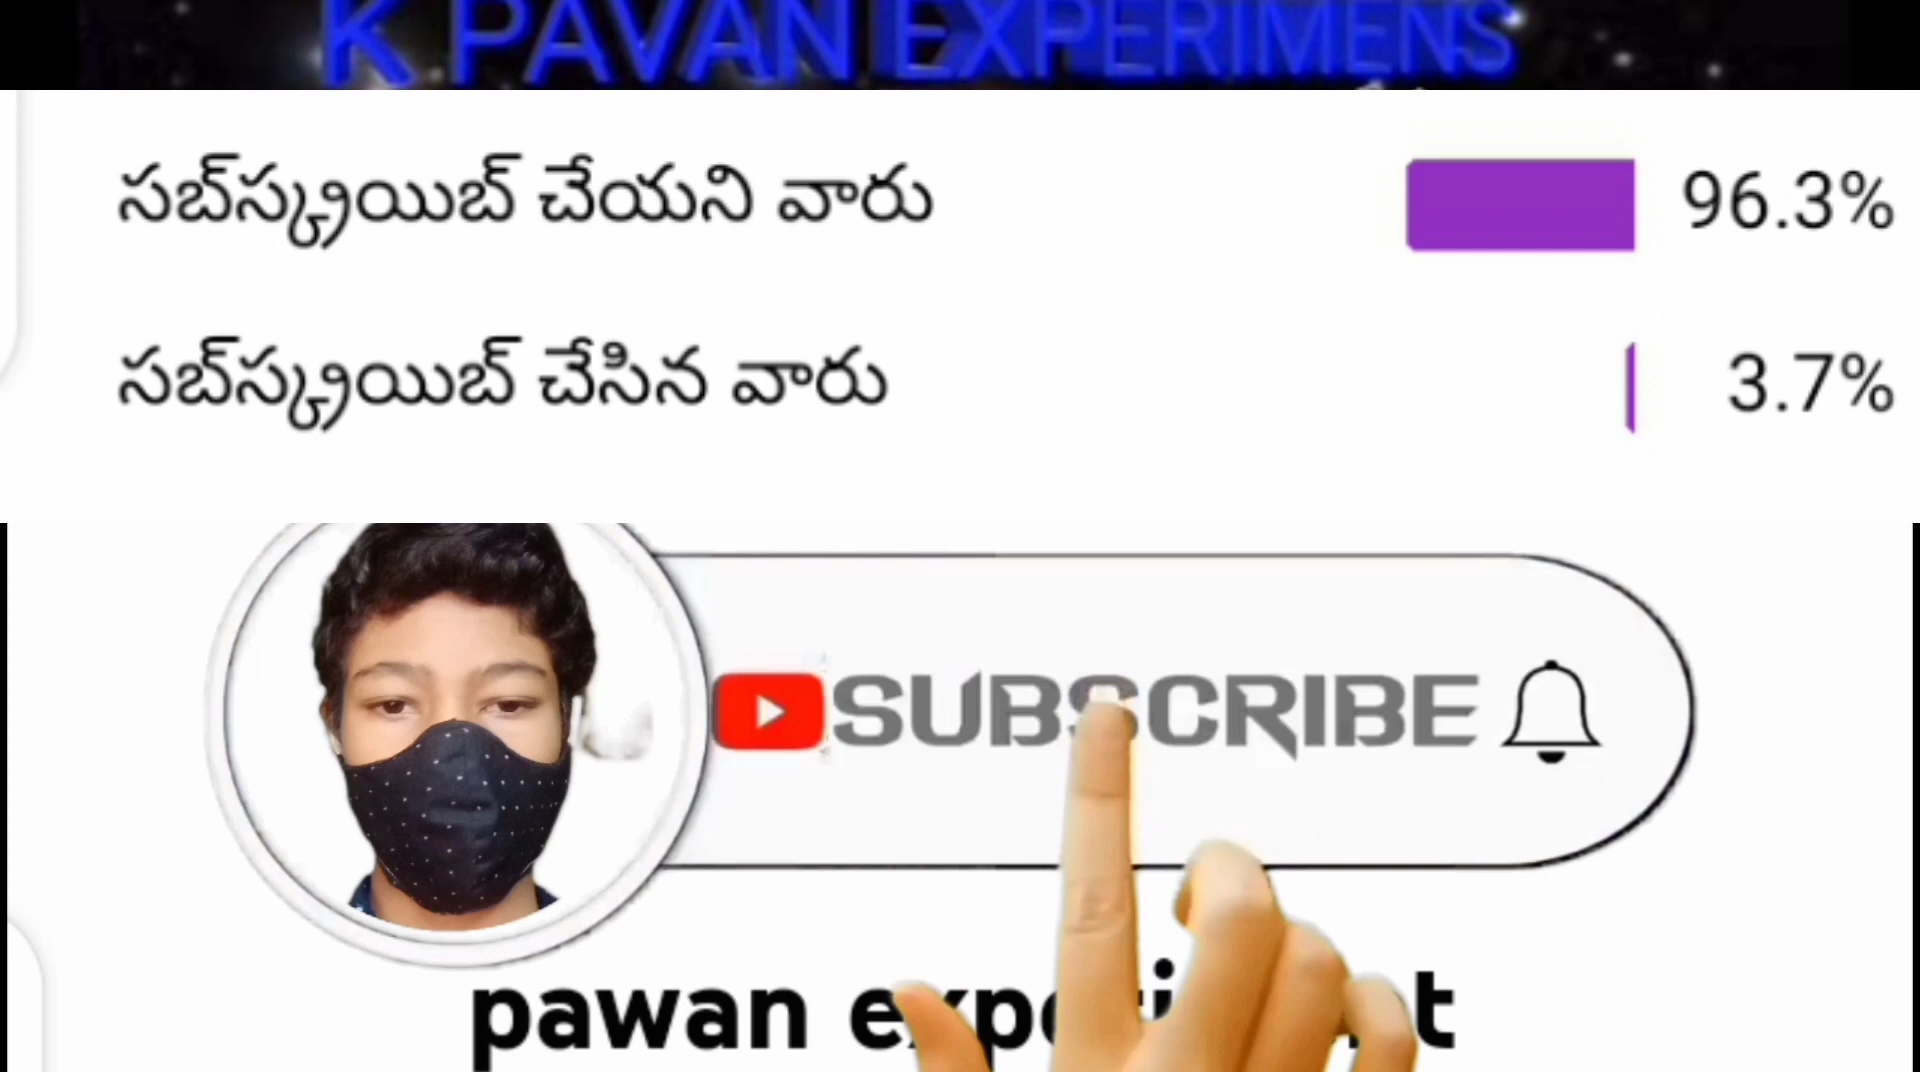 K PAVAN EXPERIMENS
సబ్‌స్క్రయిబ్ చేయని వారు 96.3%
సబ్‌స్క్రయిబ్ చేసిన వారు 3.7%
SUBSCRIBE
pawan